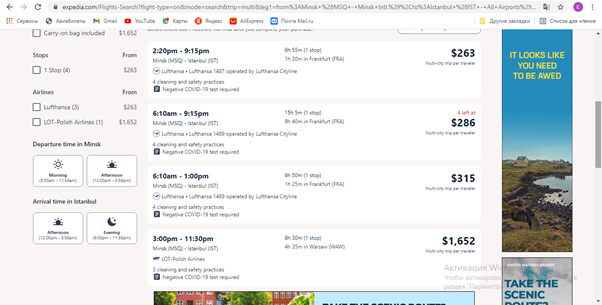 expedia.com/Flights-Search?flight-type=on&mode=search&trip=multi&leg1=from%3AMinsk+%28MSQ+-+Minsk+Intl.%29%2Cto%3AIstanbul+%28IST+-+All+Airports%29%2...
Сервисы Авиабилеты Gmail YouTube Карты Яндекс AliExpress Почта Mail.ru Другие закладки Список для чтения
Carry-on bag included $1,652
Stops From
1 Stop (4) $263
Airlines From
Lufthansa (3) $263
LOT-Polish Airlines (1) $1,652
Departure time in Minsk
Morning
(5:00am - 11:59am)
Afternoon
(12:00pm - 5:59pm)
Arrival time in Istanbul
Afternoon
(12:00pm - 5:59pm)
Evening
(6:00pm - 11:59pm)
2:20pm - 9:15pm 6h 55m (1 stop) $263
Minsk (MSQ) - Istanbul (IST) 1h 25m in Frankfurt (FRA) Multi-city trip per traveler
Lufthansa • Lufthansa 1487 operated by Lufthansa Cityline
4 cleaning and safety practices
Negative COVID-19 test required
6:10am - 9:15pm 15h 5m (1 stop) 4 left at
$286
Minsk (MSQ) - Istanbul (IST) 9h 40m in Frankfurt (FRA) Multi-city trip per traveler
Lufthansa • Lufthansa 1489 operated by Lufthansa Cityline
4 cleaning and safety practices
Negative COVID-19 test required
6:10am - 1:00pm 6h 50m (1 stop) $315
Minsk (MSQ) - Istanbul (IST) 1h 25m in Frankfurt (FRA) Multi-city trip per traveler
Lufthansa • Lufthansa 1489 operated by Lufthansa Cityline
4 cleaning and safety practices
Negative COVID-19 test required
3:00pm - 11:30pm 8h 30m (1 stop) $1,652
Minsk (MSQ) - Istanbul (IST) 4h 35m in Warsaw (WAW) Multi-city trip per traveler
LOT-Polish Airlines
3 cleaning and safety practices
Negative COVID-19 test required
IT LOOKS LIKE
YOU NEED
TO BE AWED
Активация Wi
Чтобы активирова
раздел "Параметр
TAKE THE
SCENIC